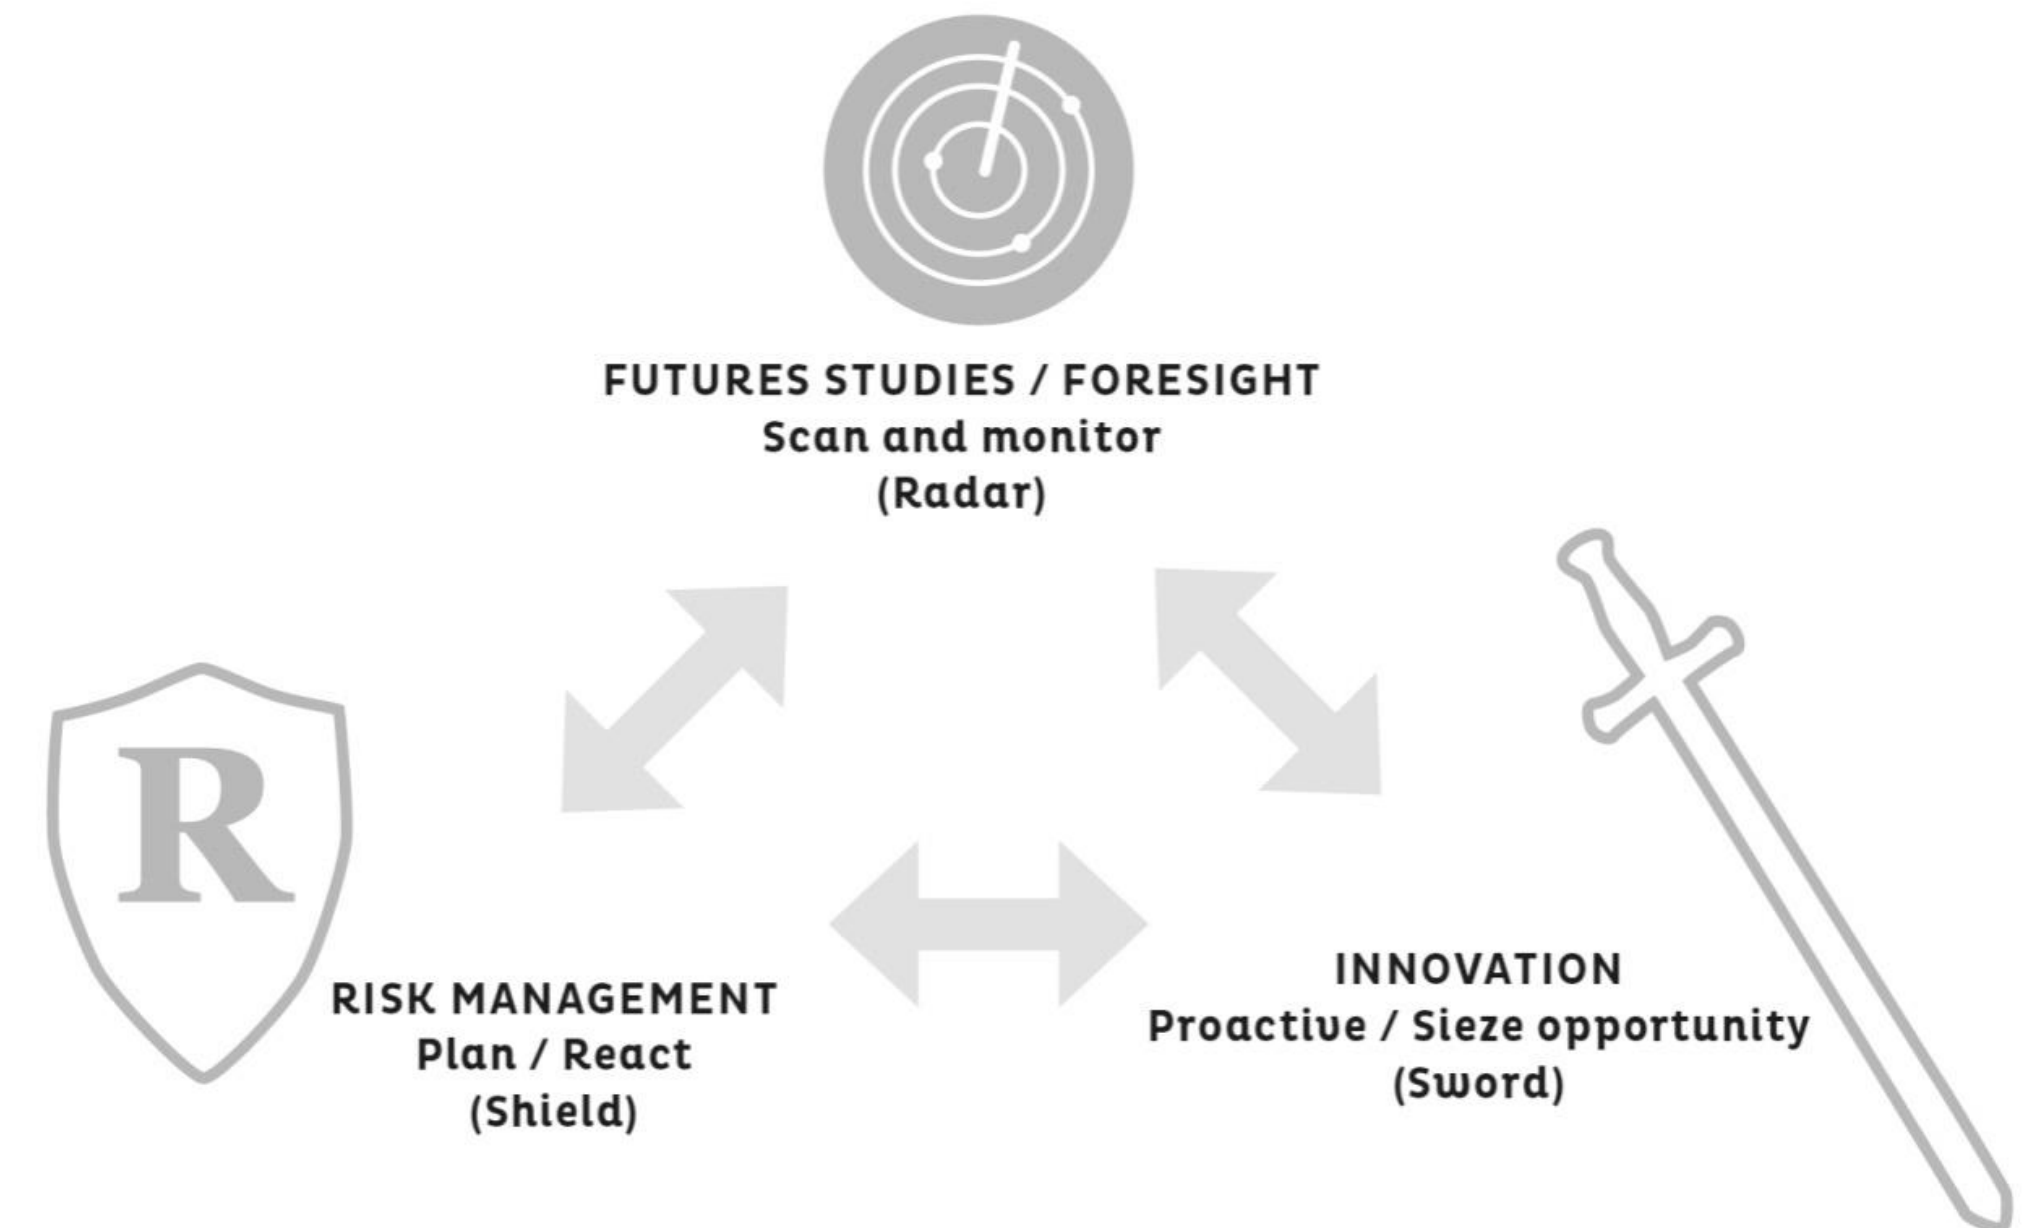 FUTURES STUDIES / FORESIGHT
Scan and monitor
(Radar)
R
RISK MANAGEMENT
Plan / React
(Shield)
INNOVATION
Proactive / Sieze opportunity
(Sword)